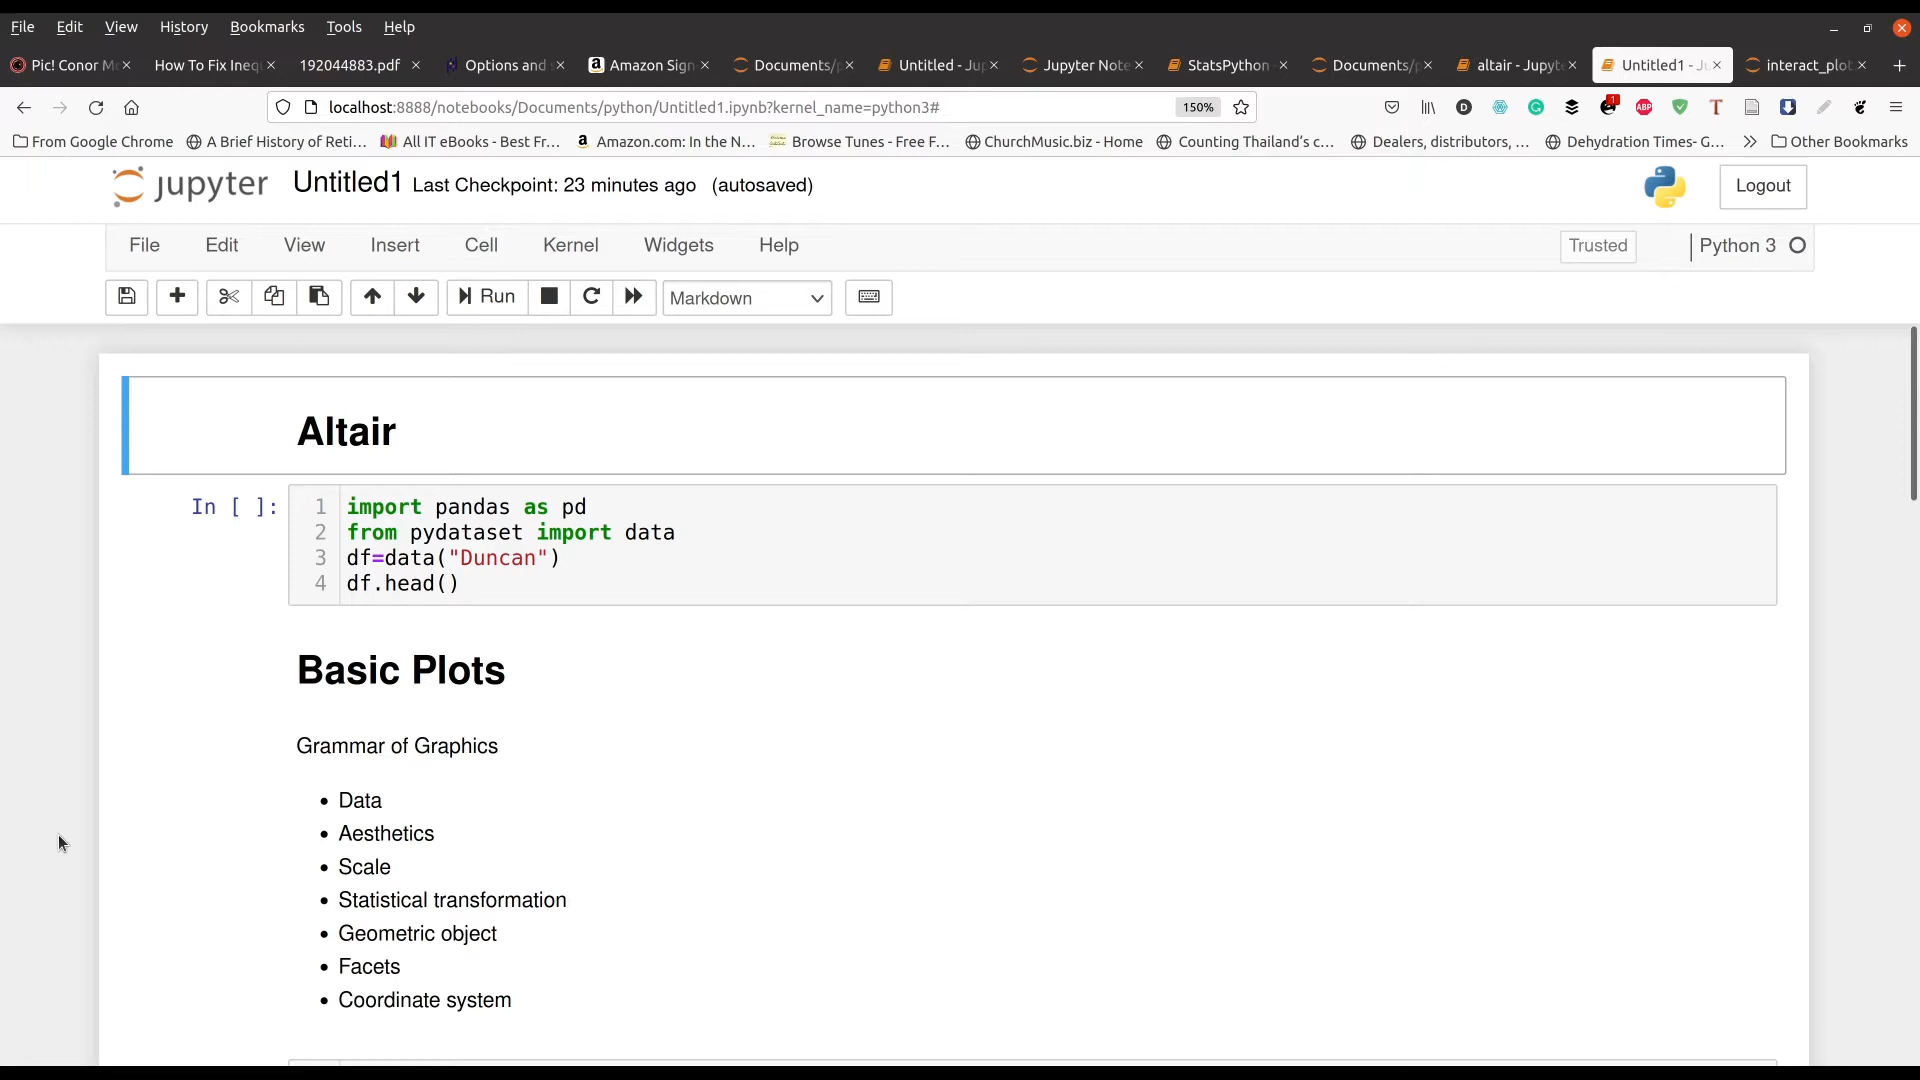 File Edit View History Bookmarks Tools Help
Pic! Conor Mc How To Fix Inequ 192044883.pdf Options and s Amazon Sign- Documents/p Untitled - Jup Jupyter Note StatsPython - Documents/p altair - Jupyte Untitled1 - Ju interact_plot
localhost:8888/notebooks/Documents/python/Untitled1.ipynb?kernel_name=python3# 150% D 1 ABP T
From Google Chrome A Brief History of Reti... All IT eBooks - Best Fr... a Amazon.com: In the N... Browse Tunes - Free F... ChurchMusic.biz - Home Counting Thailand's c... Dealers, distributors, ... Dehydration Times- G... Other Bookmarks
jupyter Untitled1 Last Checkpoint: 23 minutes ago (autosaved) Logout
File Edit View Insert Cell Kernel Widgets Help Trusted Python 3
Run Markdown
Altair
In [ ]: 1 import pandas as pd
2 from pydataset import data
3 df=data("Duncan")
4 df.head()
Basic Plots
Grammar of Graphics
• Data
• Aesthetics
• Scale
• Statistical transformation
• Geometric object
• Facets
• Coordinate system